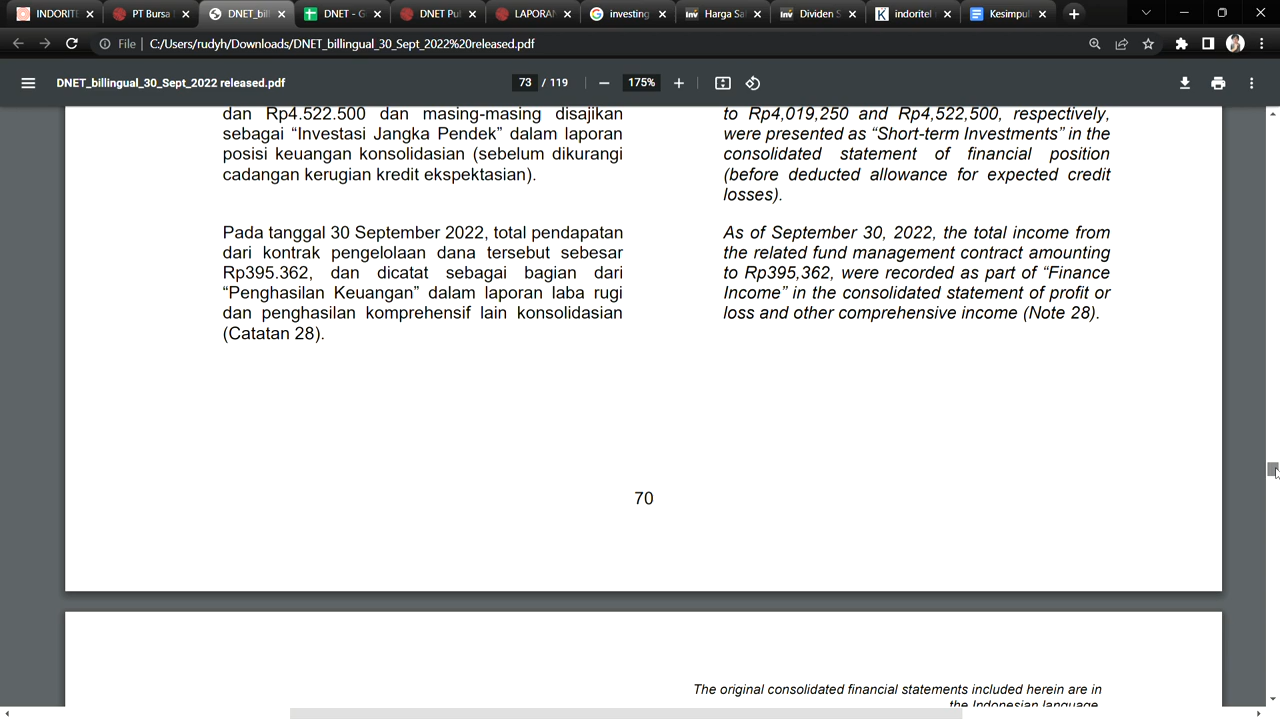 INDORITE
PT Bursa E
DNET_bil
DNET - G
DNET Pu
LAPORAN
investing
Harga Sa
Dividen S
indoritel
Kesimpul
File
C:/Users/rudyh/Downloads/DNET_billingual_30_Sept_2022%20released.pdf
DNET_billingual_30_Sept_2022 released.pdf
73 / 119
175%
dan Rp4.522.500 dan masing-masing disajikan
sebagai “Investasi Jangka Pendek” dalam laporan
posisi keuangan konsolidasian (sebelum dikurangi
cadangan kerugian kredit ekspektasian).
Pada tanggal 30 September 2022, total pendapatan
dari kontrak pengelolaan dana tersebut sebesar
Rp395.362, dan dicatat sebagai bagian dari
“Penghasilan Keuangan” dalam laporan laba rugi
dan penghasilan komprehensif lain konsolidasian
(Catatan 28).
to Rp4,019,250 and Rp4,522,500, respectively,
were presented as “Short-term Investments” in the
consolidated statement of financial position
(before deducted allowance for expected credit
losses).
As of September 30, 2022, the total income from
the related fund management contract amounting
to Rp395,362, were recorded as part of “Finance
Income” in the consolidated statement of profit or
loss and other comprehensive income (Note 28).
70
The original consolidated financial statements included herein are in
the Indonesian language.